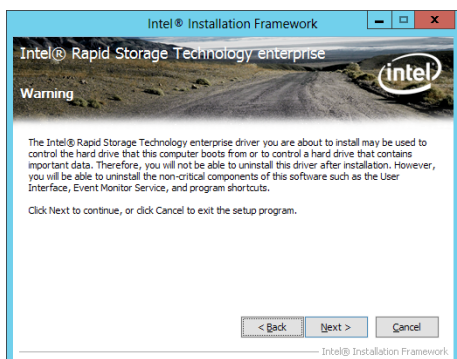 Intel® Installation Framework
Intel® Rapid Storage Technology enterprise
Warning
intel
The Intel® Rapid Storage Technology enterprise driver you are about to install may be used to
control the hard drive that this computer boots from or to control a hard drive that contains
important data. Therefore, you will not be able to uninstall this driver after installation. However,
you will be able to uninstall the non-critical components of this software such as the User
Interface, Event Monitor Service, and program shortcuts.
Click Next to continue, or click Cancel to exit the setup program.
< Back Next > Cancel
Intel® Installation Framework